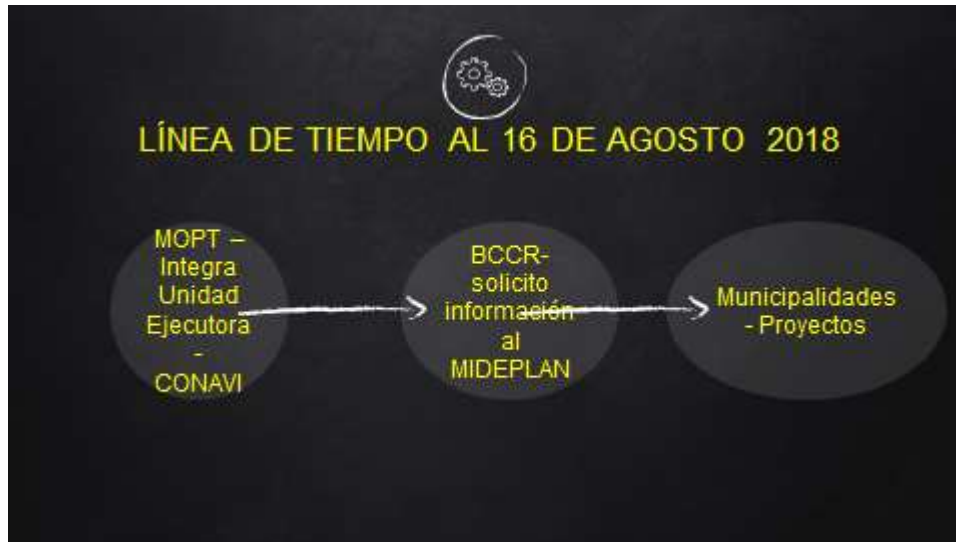 LÍNEA DE TIEMPO AL 16 DE AGOSTO 2018
MOPT –
Integra
Unidad
Ejecutora
-
CONAVI
BCCR-
solicito
información
al
MIDEPLAN
Municipalidades
- Proyectos